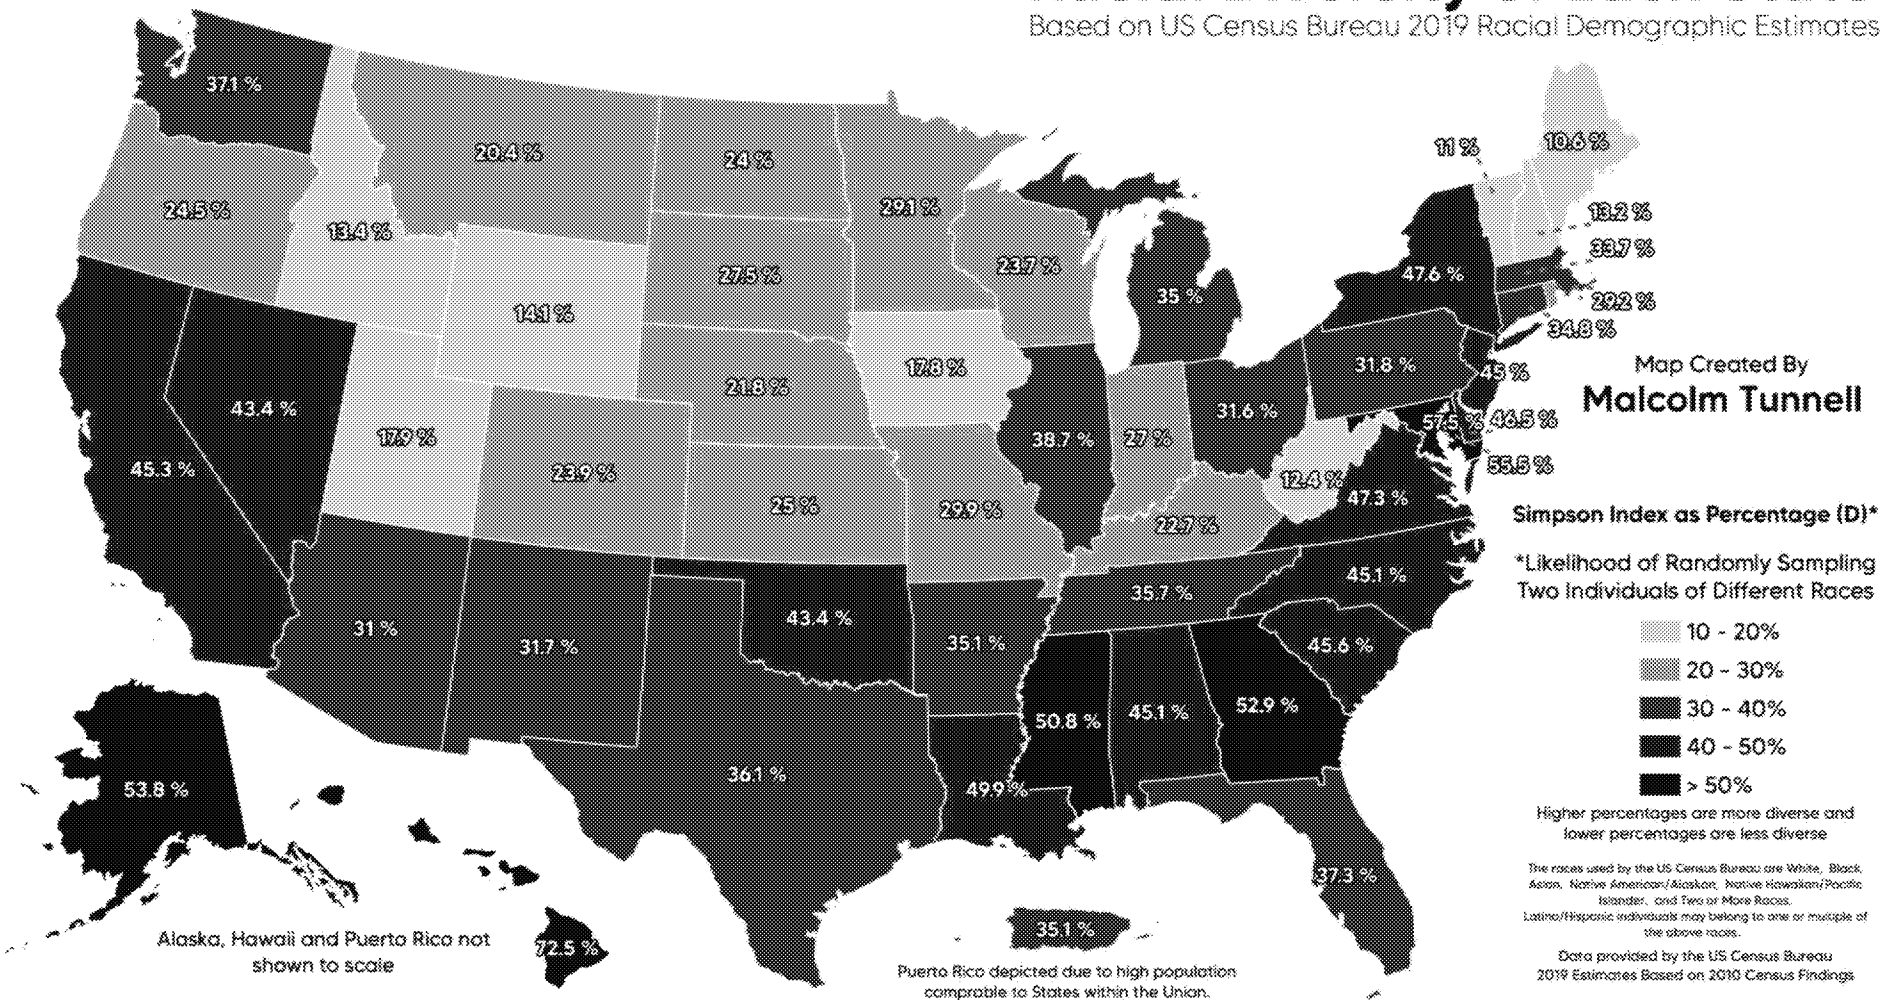 Based on US Census Bureau 2019 Racial Demographic Estimates
37.1 %
20.4 %
24 %
29.1 %
11 %
10.6 %
24.5 %
13.4 %
27.5 %
23.7 %
35 %
47.6 %
13.2 %
33.7 %
29.2 %
34.8 %
14.1 %
17.8 %
21.8 %
31.8 %
45 %
Map Created By
Malcolm Tunnell
43.4 %
17.9 %
31.6 %
57.5 %
46.5 %
45.3 %
23.9 %
25 %
29.9 %
38.7 %
27 %
22.7 %
12.4 %
47.3 %
55.5 %
Simpson Index as Percentage (D)*
*Likelihood of Randomly Sampling
Two Individuals of Different Races
31 %
31.7 %
43.4 %
35.1 %
35.7 %
45.1 %
45.6 %
10 - 20%
20 - 30%
30 - 40%
40 - 50%
> 50%
53.8 %
36.1 %
49.9 %
50.8 %
45.1 %
52.9 %
37.3 %
Higher percentages are more diverse and
lower percentages are less diverse
The races used by the US Census Bureau are White, Black,
Asian, Native American/Alaskan, Native Hawaiian/Pacific
Islander, and Two or More Races.
Latino/Hispanic individuals may belong to one or multiple of
the above races.
Data provided by the US Census Bureau
2019 Estimates Based on 2010 Census Findings
Alaska, Hawaii and Puerto Rico not
shown to scale
72.5 %
35.1 %
Puerto Rico depicted due to high population
comprable to States within the Union.